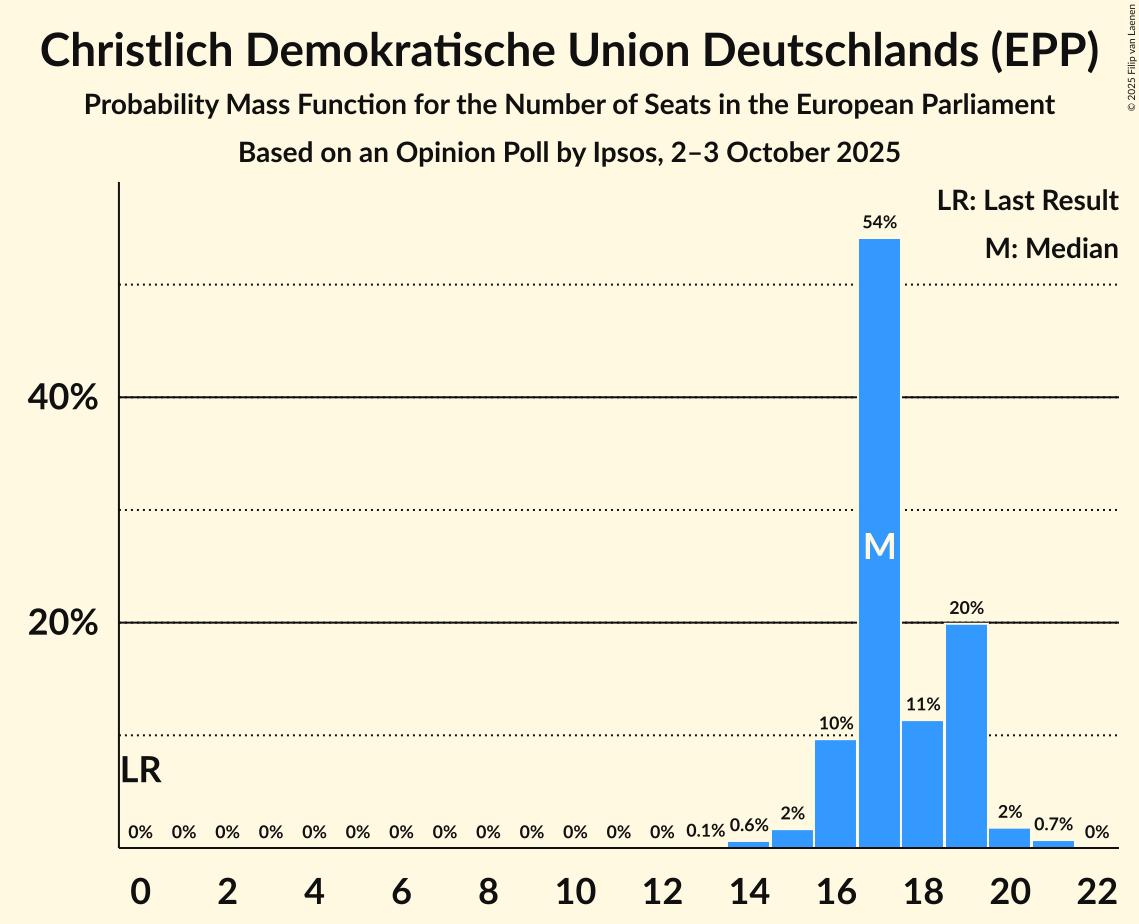 Christlich Demokratische Union Deutschlands (EPP)
Probability Mass Function for the Number of Seats in the European Parliament
Based on an Opinion Poll by Ipsos, 2–3 October 2025
© 2025 Filip van Laenen
LR: Last Result
M: Median
54%
40%
M
20%
20%
11%
10%
LR
0% 0% 0% 0% 0% 0% 0% 0% 0% 0% 0% 0% 0% 0.1% 0.6% 2% 2% 0.7% 0%
0 2 4 6 8 10 12 14 16 18 20 22